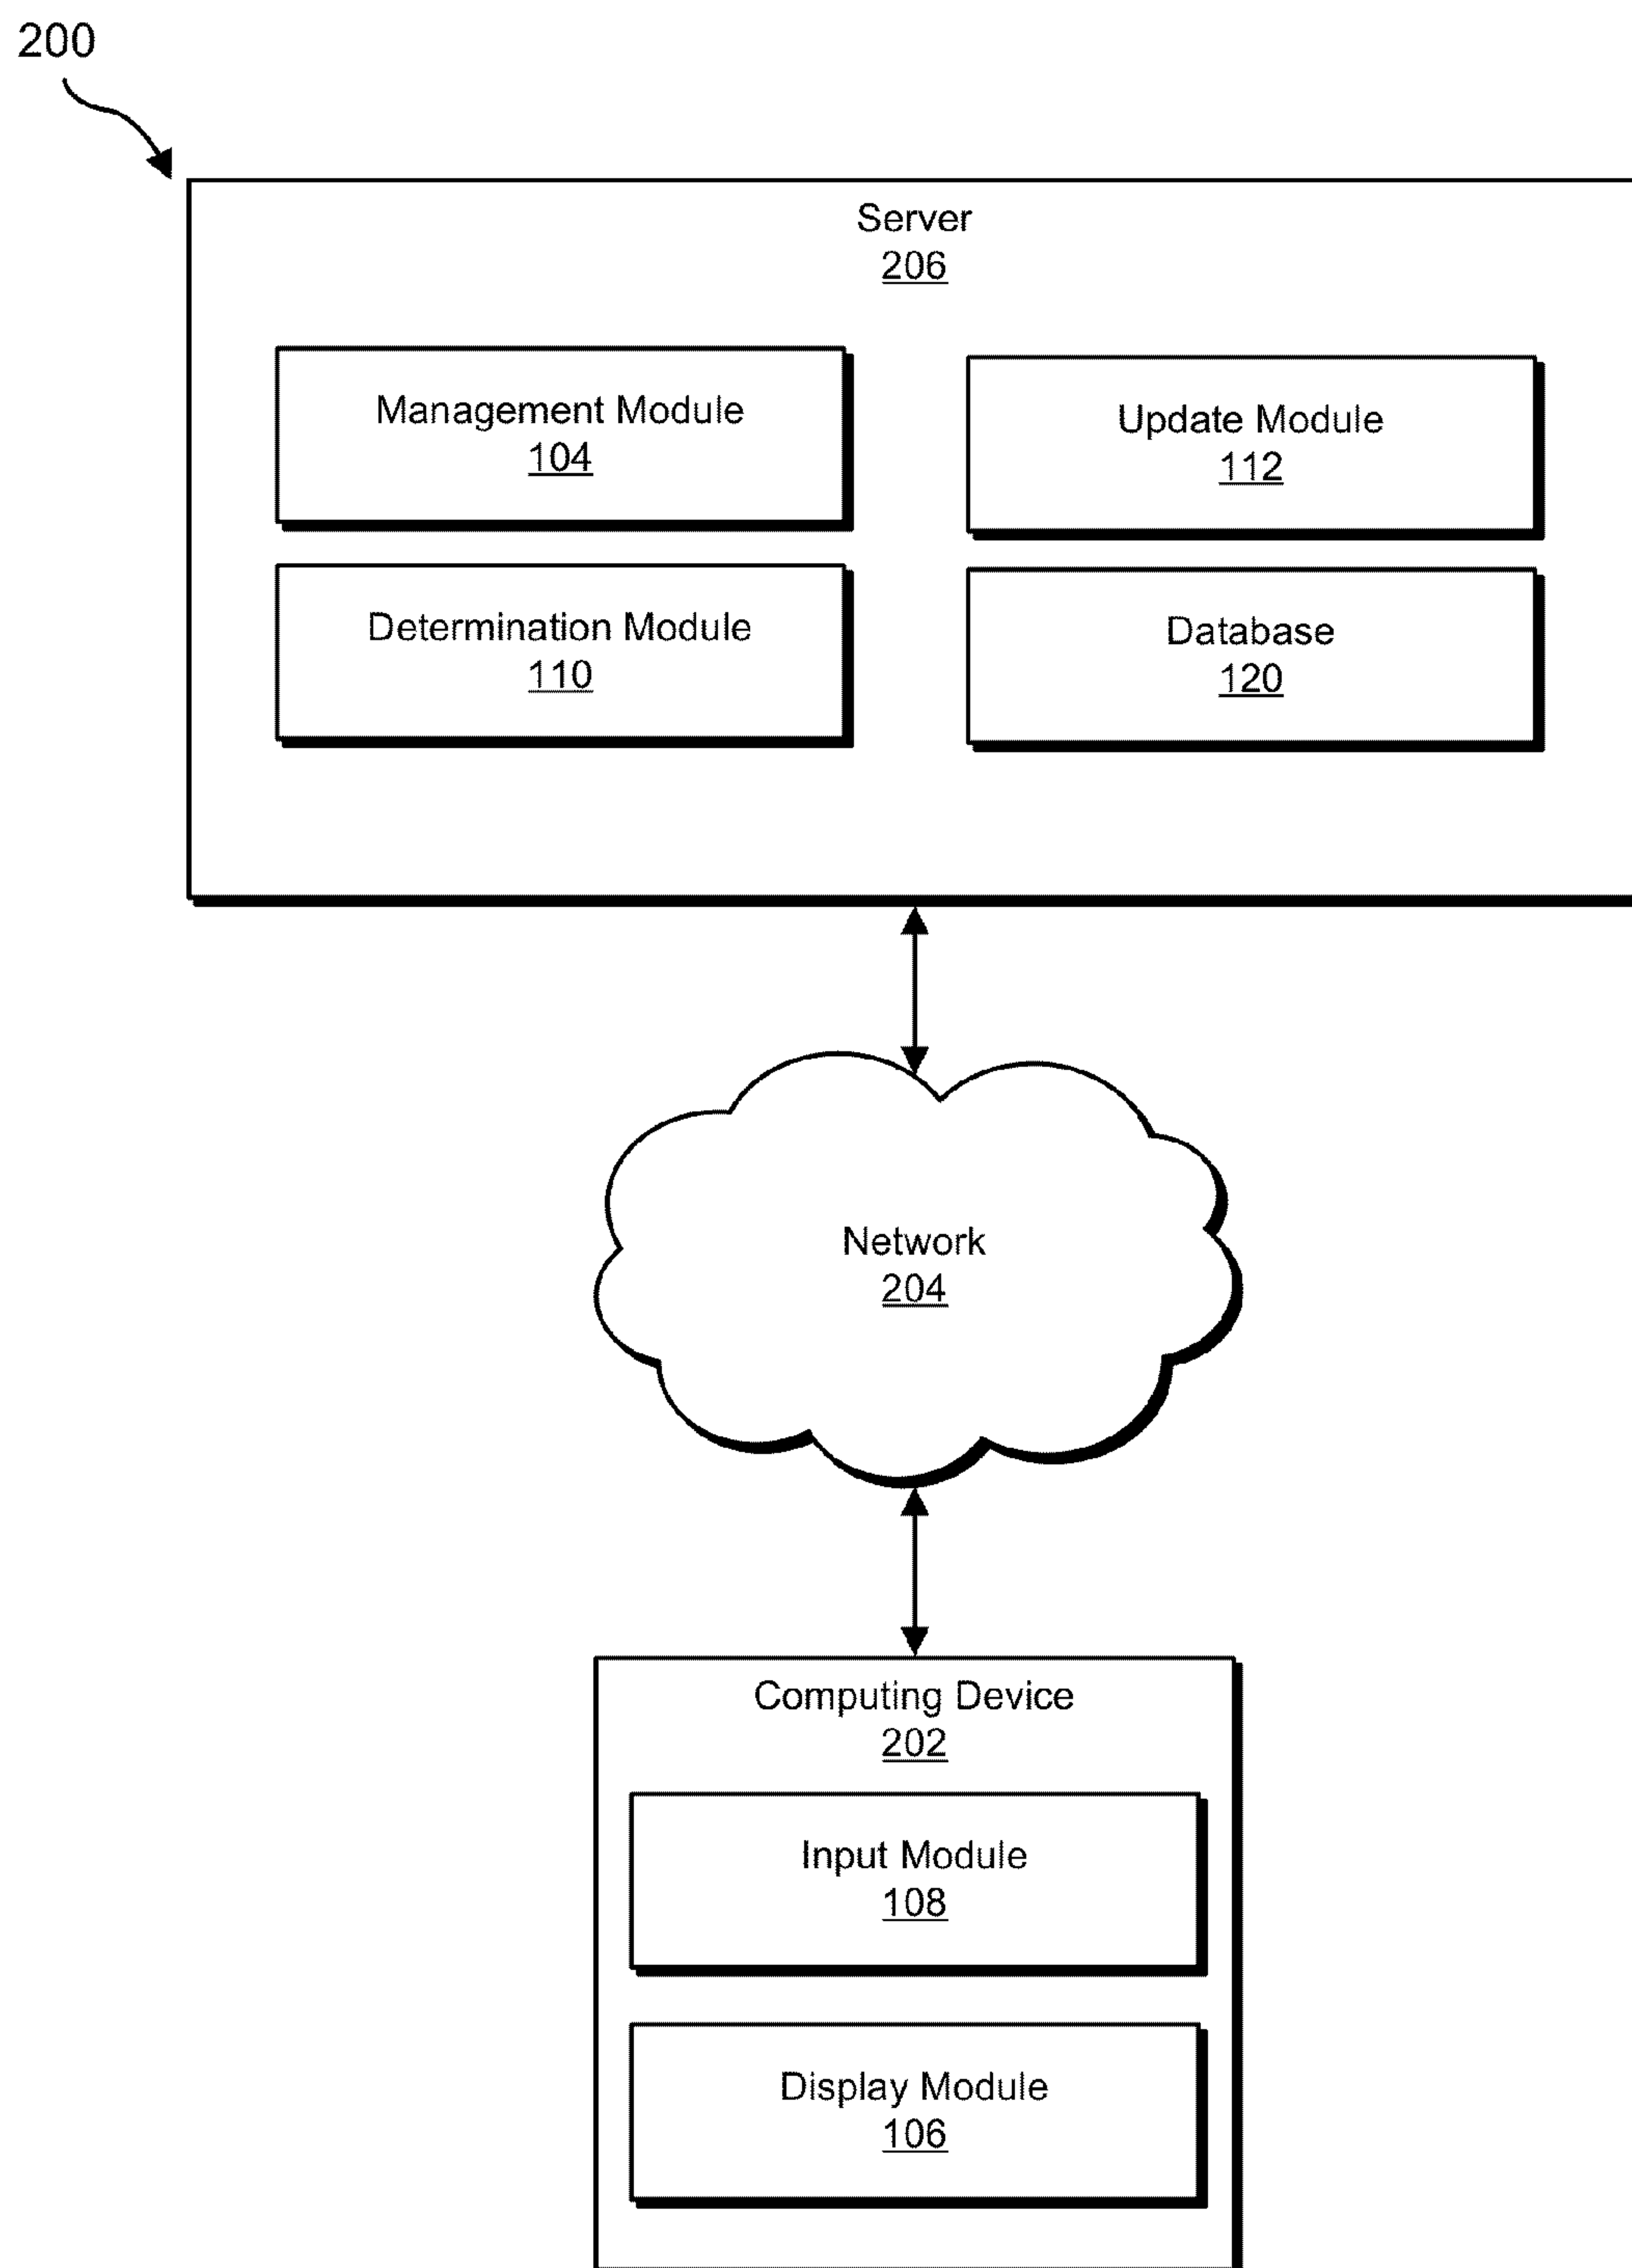 200
Server
206
Management Module
104
Update Module
112
Determination Module
110
Database
120
Network
204
Computing Device
202
Input Module
108
Display Module
106